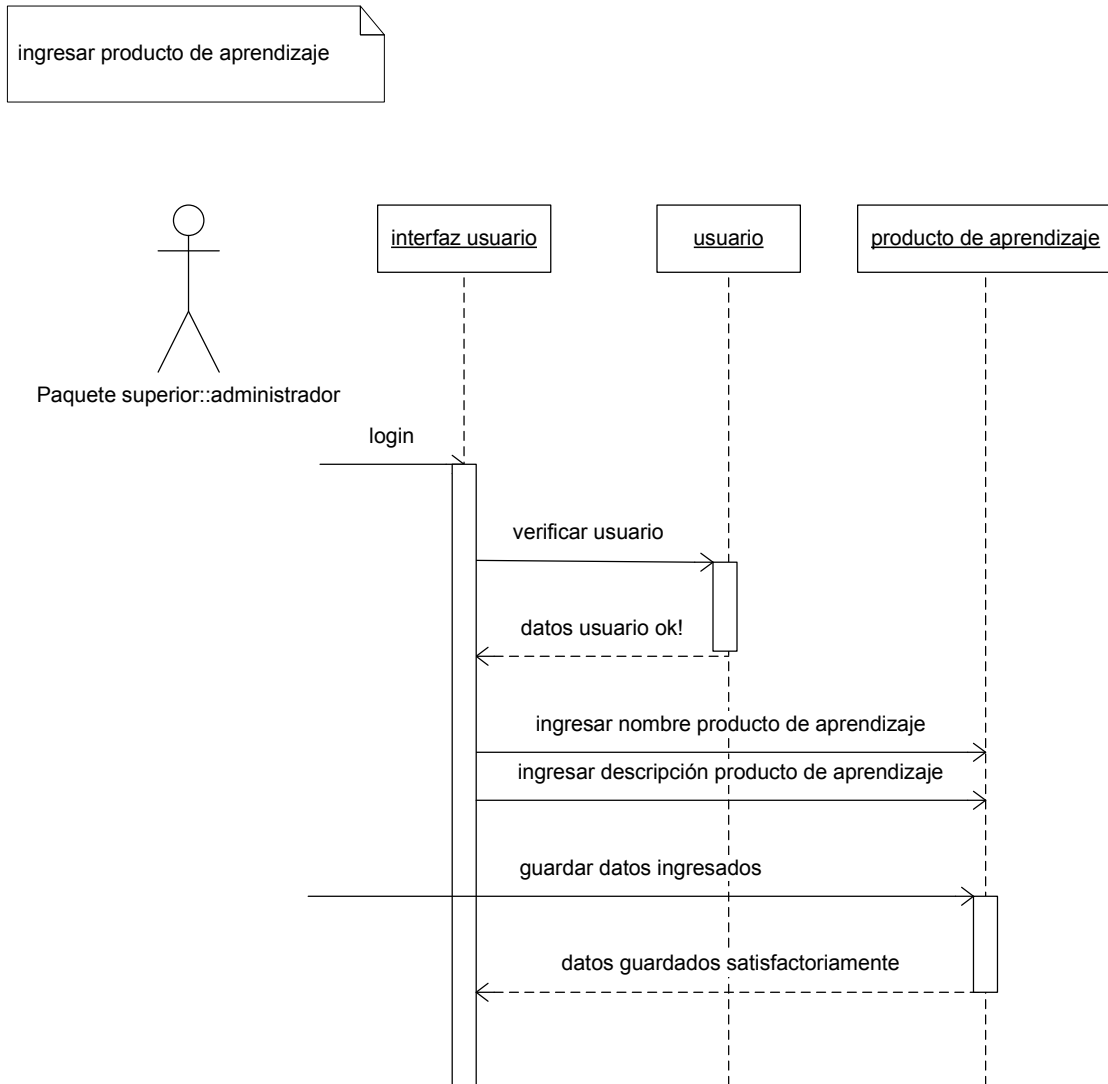 ingresar producto de aprendizaje
interfaz usuario
usuario
producto de aprendizaje
Paquete superior::administrador
login
verificar usuario
datos usuario ok!
ingresar nombre producto de aprendizaje
ingresar descripción producto de aprendizaje
guardar datos ingresados
datos guardados satisfactoriamente